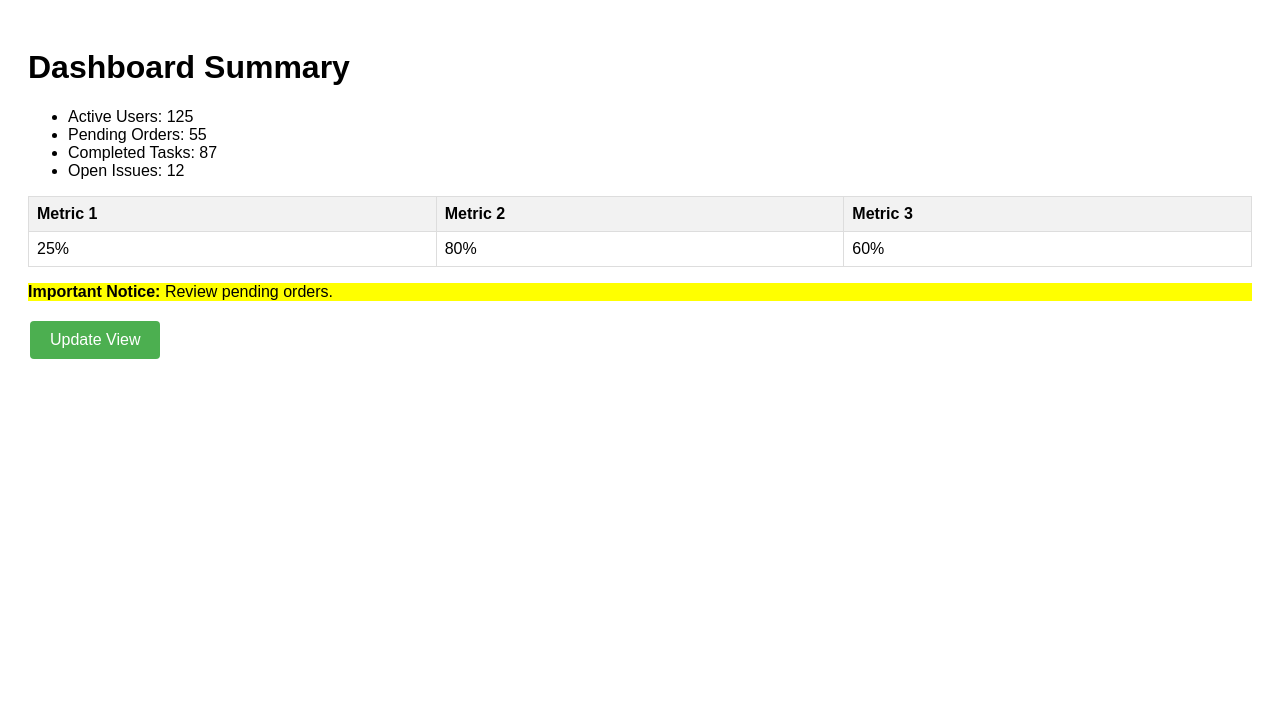 Dashboard Summary
Active Users: 125
Pending Orders: 55
Completed Tasks: 87
Open Issues: 12
Metric 1 Metric 2 Metric 3
25% 80% 60%
Important Notice: Review pending orders.
Update View